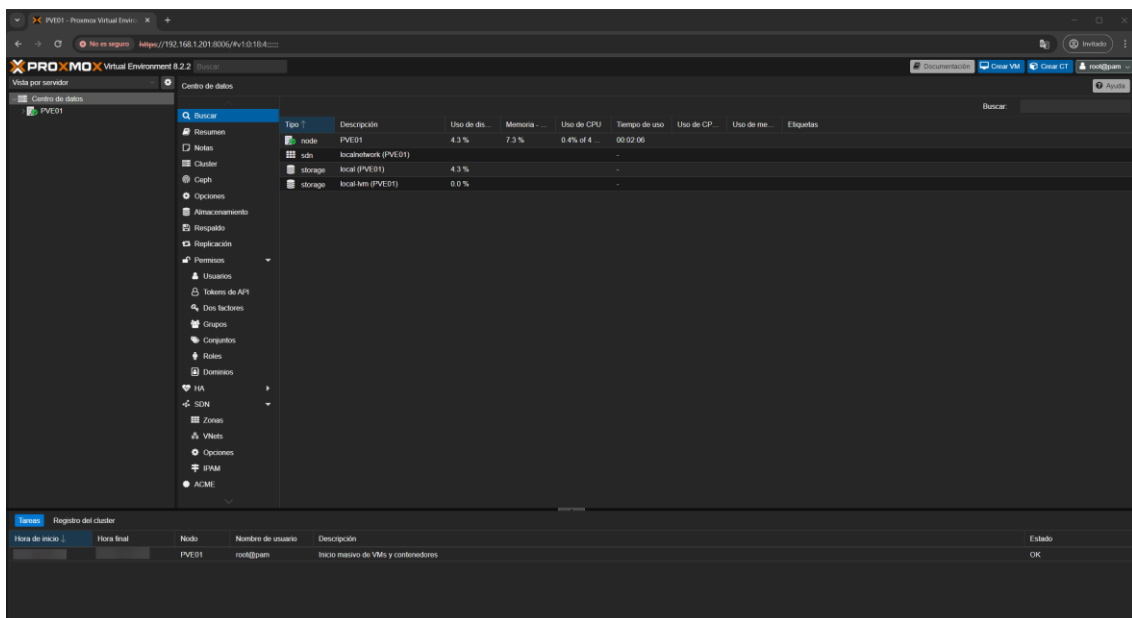 PVE01 - Proxmox Virtual Enviro
No es seguro https://192.168.1.201:8006/#v1:0:18:4:::::: Invitado
PROXMOX Virtual Environment 8.2.2 Buscar Documentación Crear VM Crear CT root@pam
Vista por servidor Centro de datos Ayuda
Centro de datos
PVE01
Buscar
Resumen
Notas
Cluster
Ceph
Opciones
Almacenamiento
Respaldo
Replicación
Permisos
Usuarios
Tokens de API
Dos factores
Grupos
Conjuntos
Roles
Dominios
HA
SDN
Zonas
VNets
Opciones
IPAM
ACME
Buscar:
Tipo Descripción Uso de dis... Memoria - ... Uso de CPU Tiempo de uso Uso de CP... Uso de me... Etiquetas
node PVE01 4.3 % 7.3 % 0.4% of 4 ... 00:02:06
sdn localnetwork (PVE01) -
storage local (PVE01) 4.3 % -
storage local-lvm (PVE01) 0.0 % -
Tareas Registro del cluster
Hora de inicio Hora final Nodo Nombre de usuario Descripción Estado
PVE01 root@pam Inicio masivo de VMs y contenedores OK